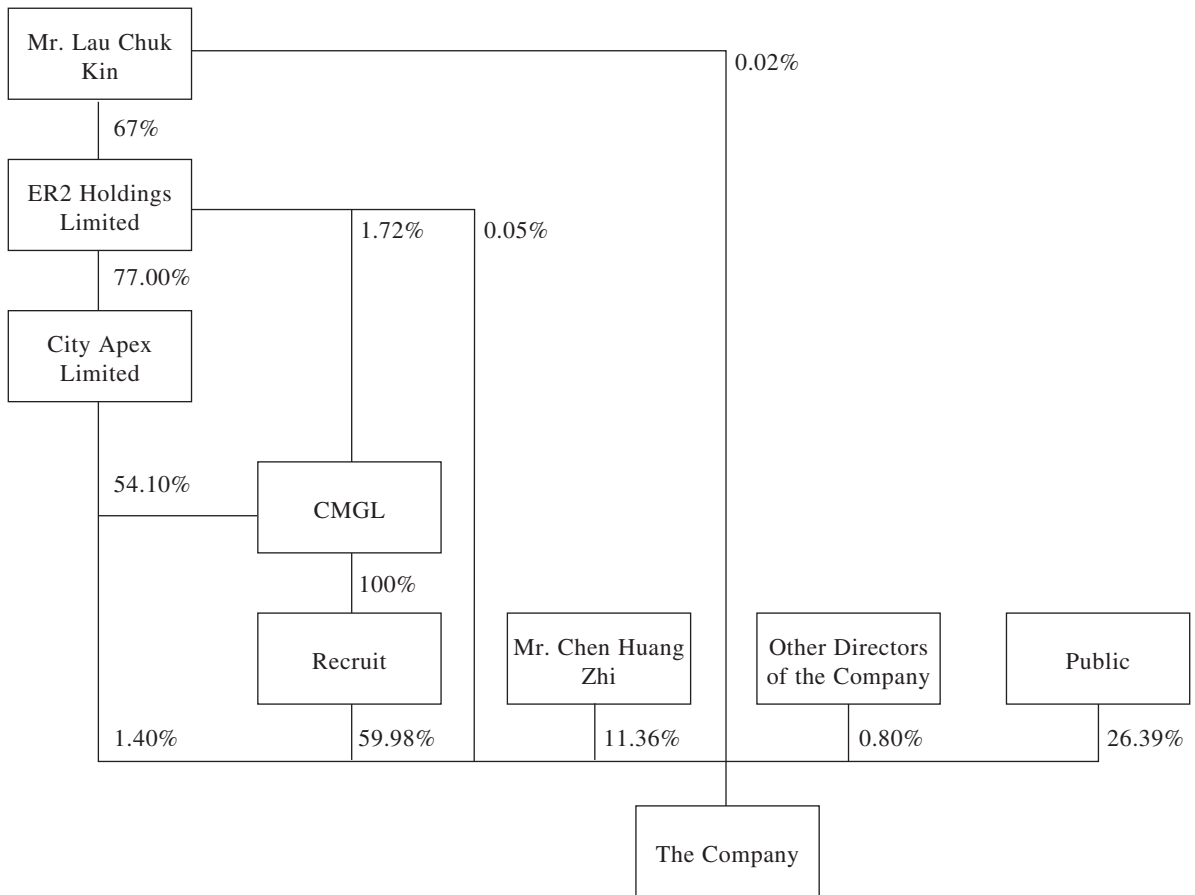 Mr. Lau Chuk
Kin
0.02%
67%
ER2 Holdings
Limited
1.72%
0.05%
77.00%
City Apex
Limited
54.10%
CMGL
100%
Recruit
Mr. Chen Huang
Zhi
Other Directors
of the Company
Public
1.40%
59.98%
11.36%
0.80%
26.39%
The Company